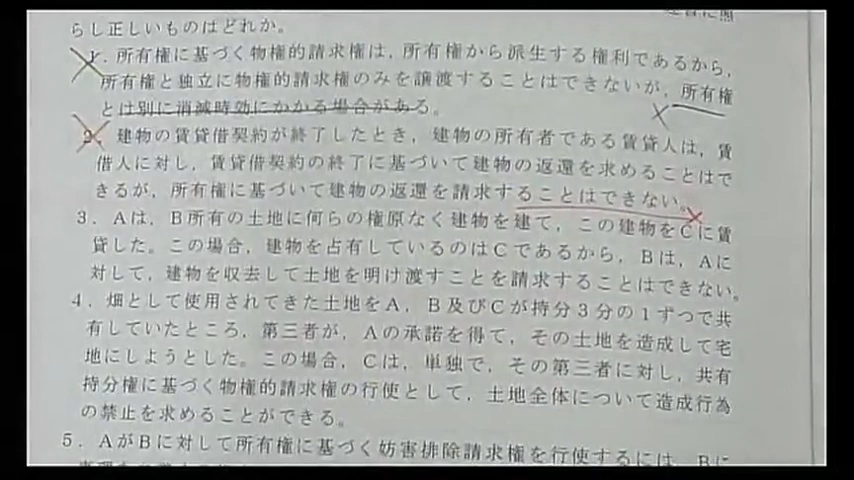 らし正しいものはどれか。
1．所有権に基づく物権的請求権は，所有権から派生する権利であるから，
所有権と独立に物権的請求権のみを譲渡することはできないが，所有権
とは別に消滅時効にかかる場合がある。
2．建物の賃貸借契約が終了したとき，建物の所有者である賃貸人は，賃
借人に対し，賃貸借契約の終了に基づいて建物の返還を求めることはで
きるが，所有権に基づいて建物の返還を請求することはできない。
3．Aは，B所有の土地に何らの権原なく建物を建て，この建物をCに賃
貸した。この場合，建物を占有しているのはCであるから，Bは，Aに
対して，建物を収去して土地を明け渡すことを請求することはできない。
4．畑として使用されてきた土地をA，B及びCが持分3分の1ずつで共
有していたところ，第三者が，Aの承諾を得て，その土地を造成して宅
地にしようとした。この場合，Cは，単独で，その第三者に対し，共有
持分権に基づく物権的請求権の行使として，土地全体について造成行為
の禁止を求めることができる。
5．AがBに対して所有権に基づく妨害排除請求権を行使するには，Bに